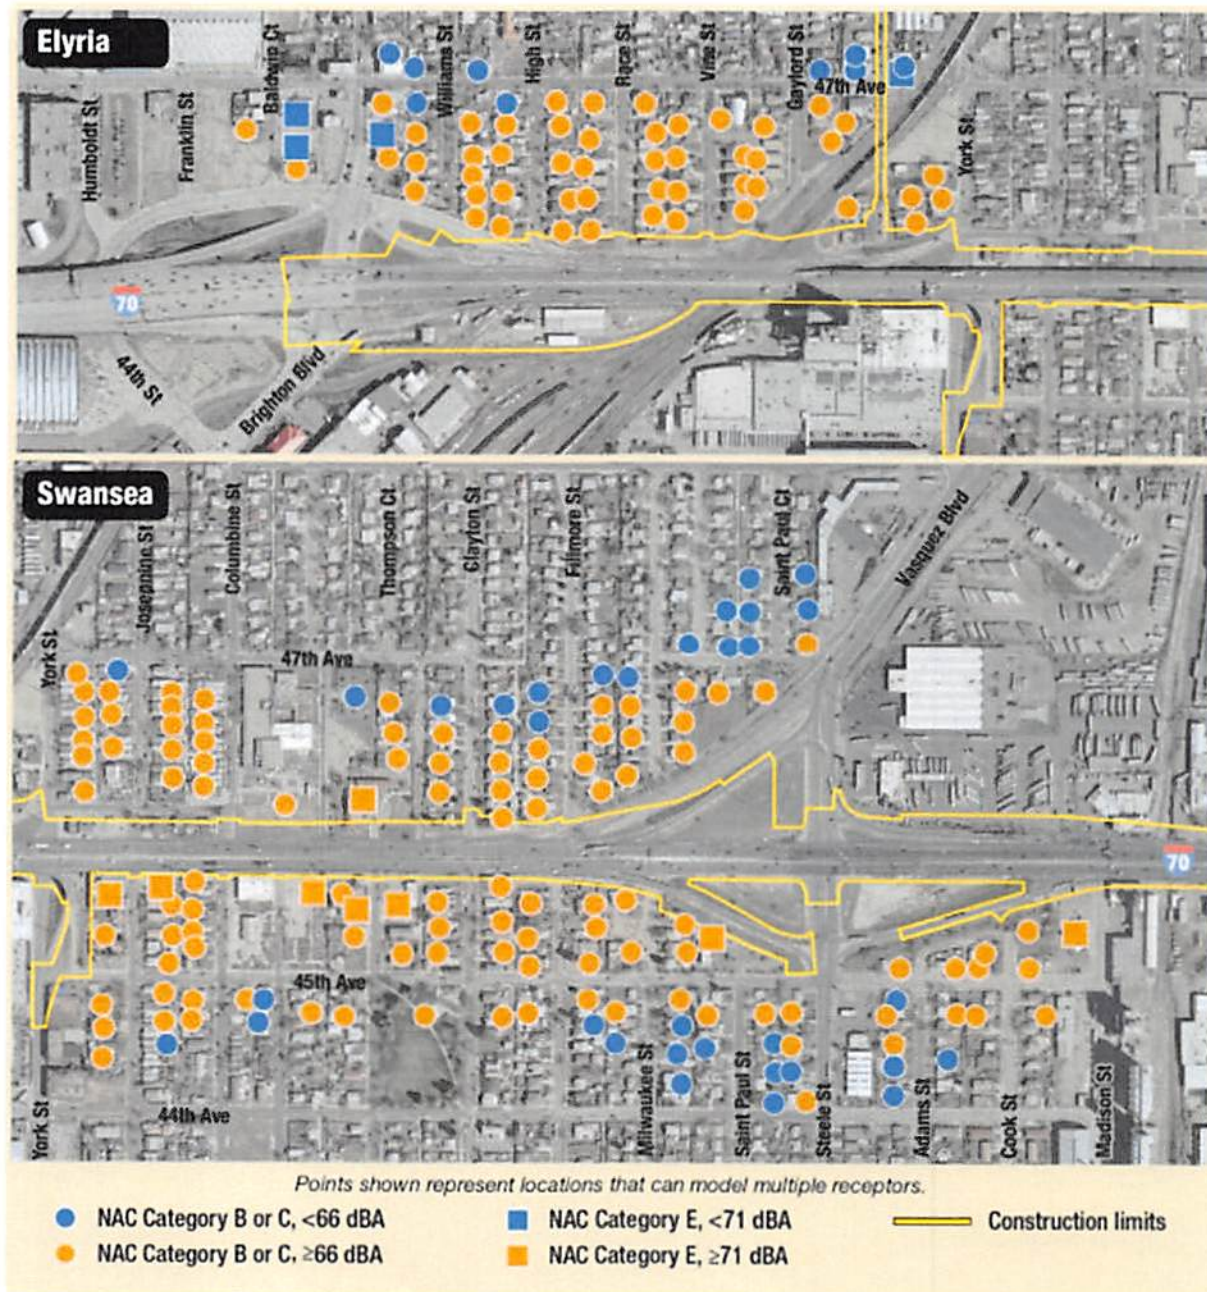 Elyria
Humboldt St
Franklin St
Baldwin Ct
Williams St
High St
Race St
Vine St
Gaylord St
47th Ave
York St
70
44th St
Brighton Blvd
Swansea
York St
Josephine St
Columbine St
Thompson Ct
Clayton St
Fillmore St
Saint Paul Ct
Vasquez Blvd
47th Ave
70
45th Ave
York St
44th Ave
Milwaukee St
Saint Paul St
Steele St
Adams St
Cook St
Madison St
Points shown represent locations that can model multiple receptors.
NAC Category B or C, <66 dBA
NAC Category E, <71 dBA
Construction limits
NAC Category B or C, ≥66 dBA
NAC Category E, ≥71 dBA